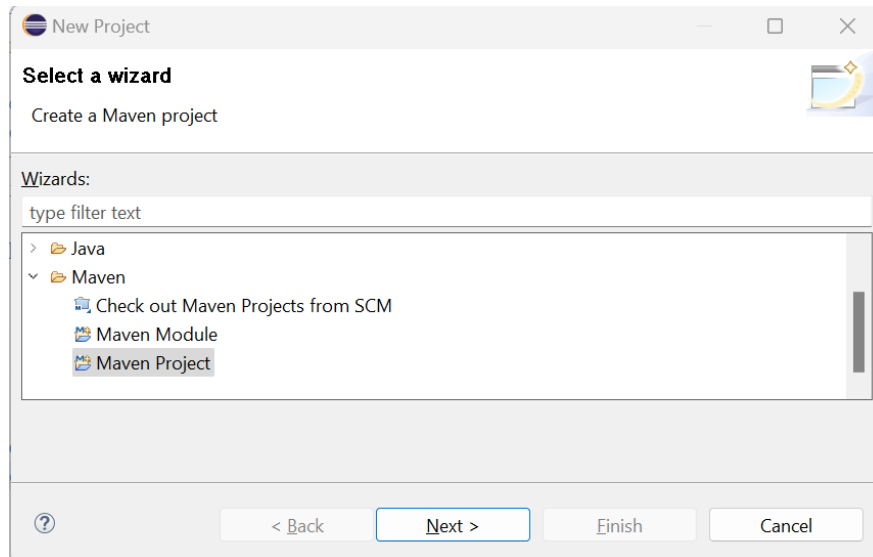 New Project
Select a wizard
Create a Maven project
Wizards:
type filter text
Java
Maven
Check out Maven Projects from SCM
Maven Module
Maven Project
< Back Next > Finish Cancel